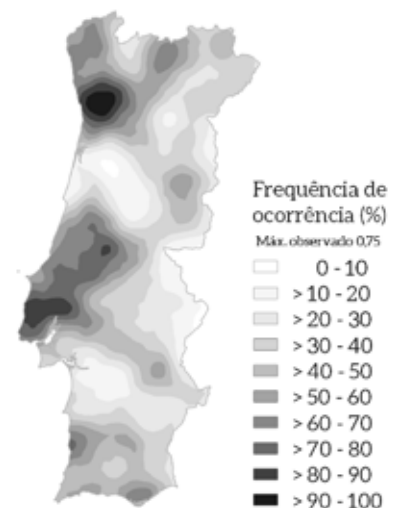 Frequência de
ocorrência (%)
Máx. observado 0,75
0 - 10
> 10 - 20
> 20 - 30
> 30 - 40
> 40 - 50
> 50 - 60
> 60 - 70
> 70 - 80
> 80 - 90
> 90 - 100